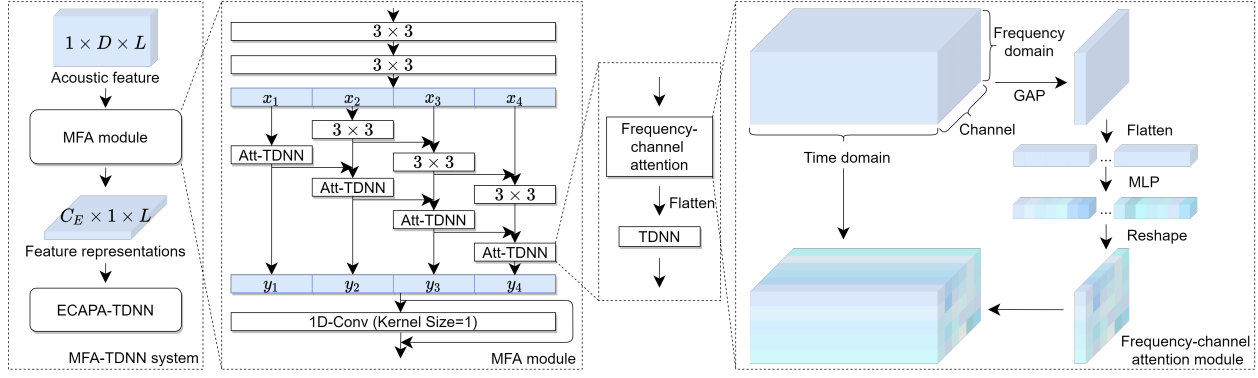 1 × D × L
Acoustic feature
MFA module
C_E × 1 × L
Feature representations
ECAPA-TDNN
MFA-TDNN system
3 × 3
3 × 3
x_1 x_2 x_3 x_4
3 × 3
Att-TDNN
3 × 3
Att-TDNN
3 × 3
Att-TDNN
Att-TDNN
y_1 y_2 y_3 y_4
1D-Conv (Kernel Size=1)
MFA module
Frequency-
channel
attention
Flatten
TDNN
Frequency
domain
Channel
Time domain
GAP
Flatten
...
MLP
...
Reshape
Frequency-channel
attention module